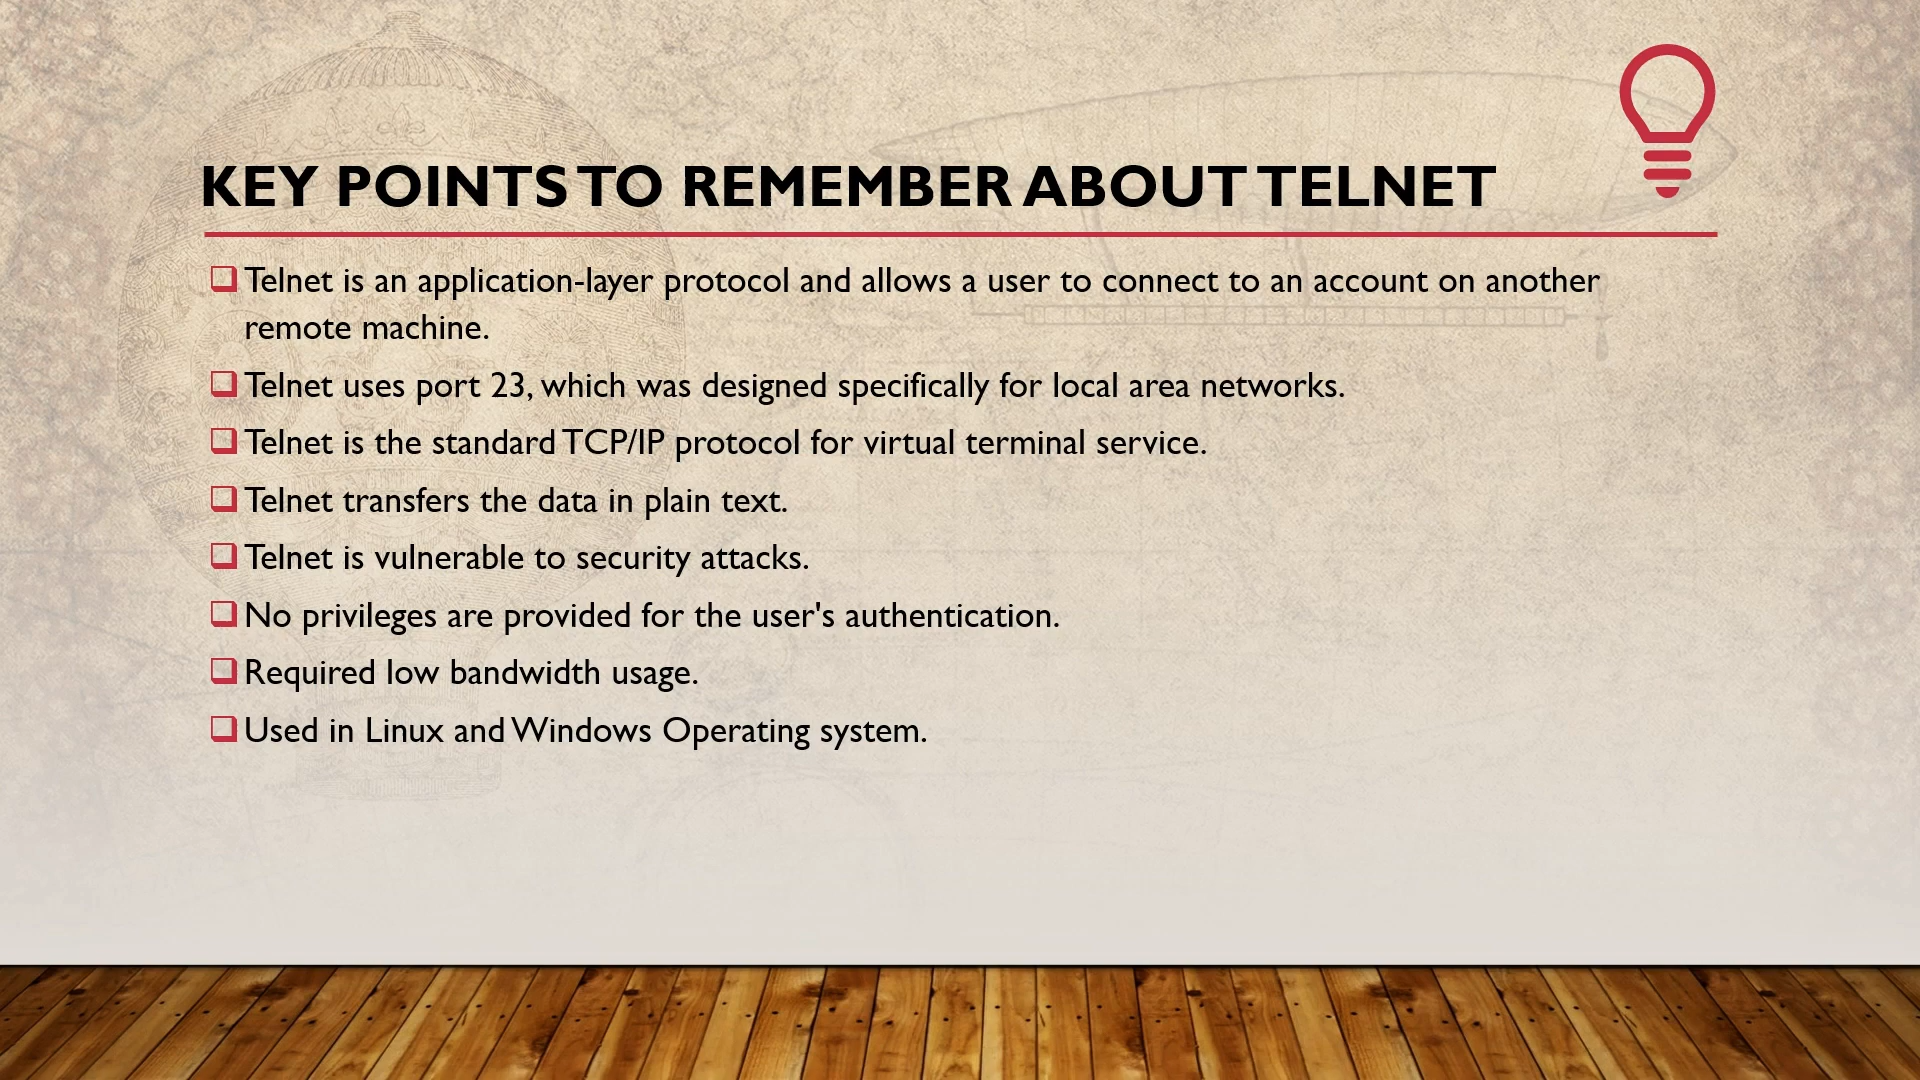 KEY POINTS TO REMEMBER ABOUT TELNET
Telnet is an application-layer protocol and allows a user to connect to an account on another
remote machine.
Telnet uses port 23, which was designed specifically for local area networks.
Telnet is the standard TCP/IP protocol for virtual terminal service.
Telnet transfers the data in plain text.
Telnet is vulnerable to security attacks.
No privileges are provided for the user's authentication.
Required low bandwidth usage.
Used in Linux and Windows Operating system.